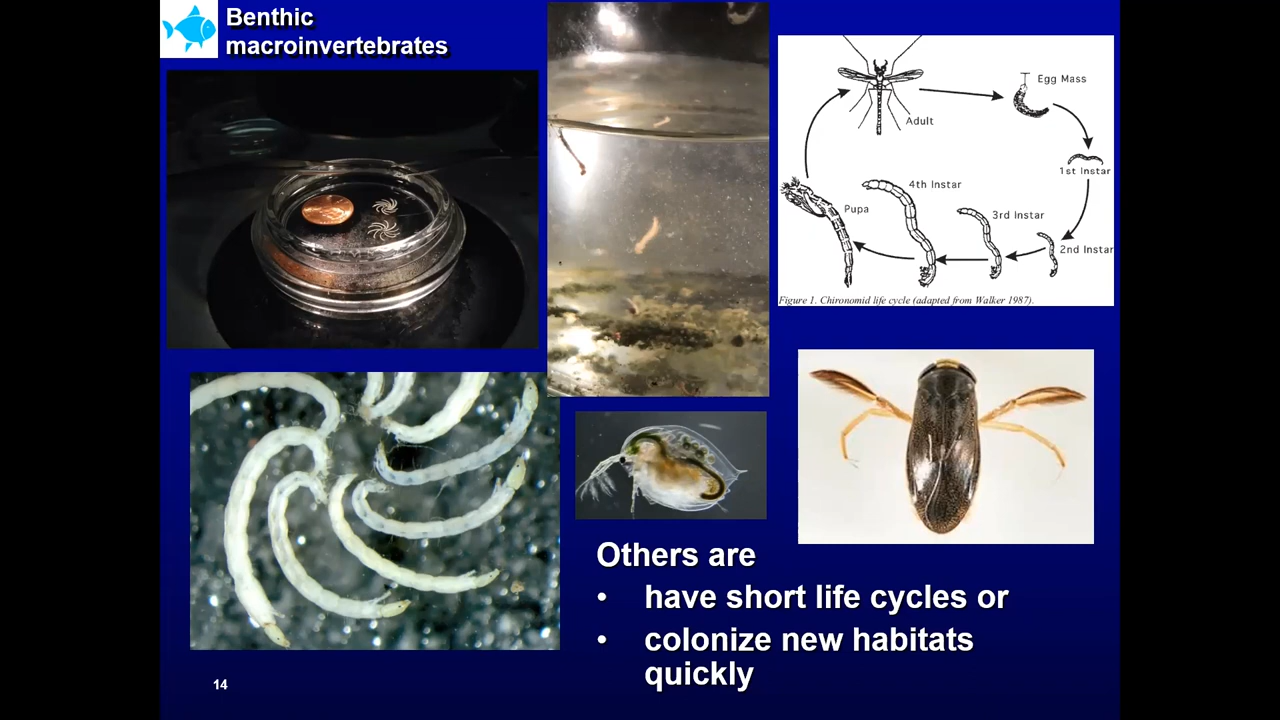 Benthic
macroinvertebrates
Adult
Egg Mass
1st Instar
2nd Instar
3rd Instar
4th Instar
Pupa
Figure 1. Chironomid life cycle (adapted from Walker 1987).
Others are
• have short life cycles or
• colonize new habitats
quickly
14